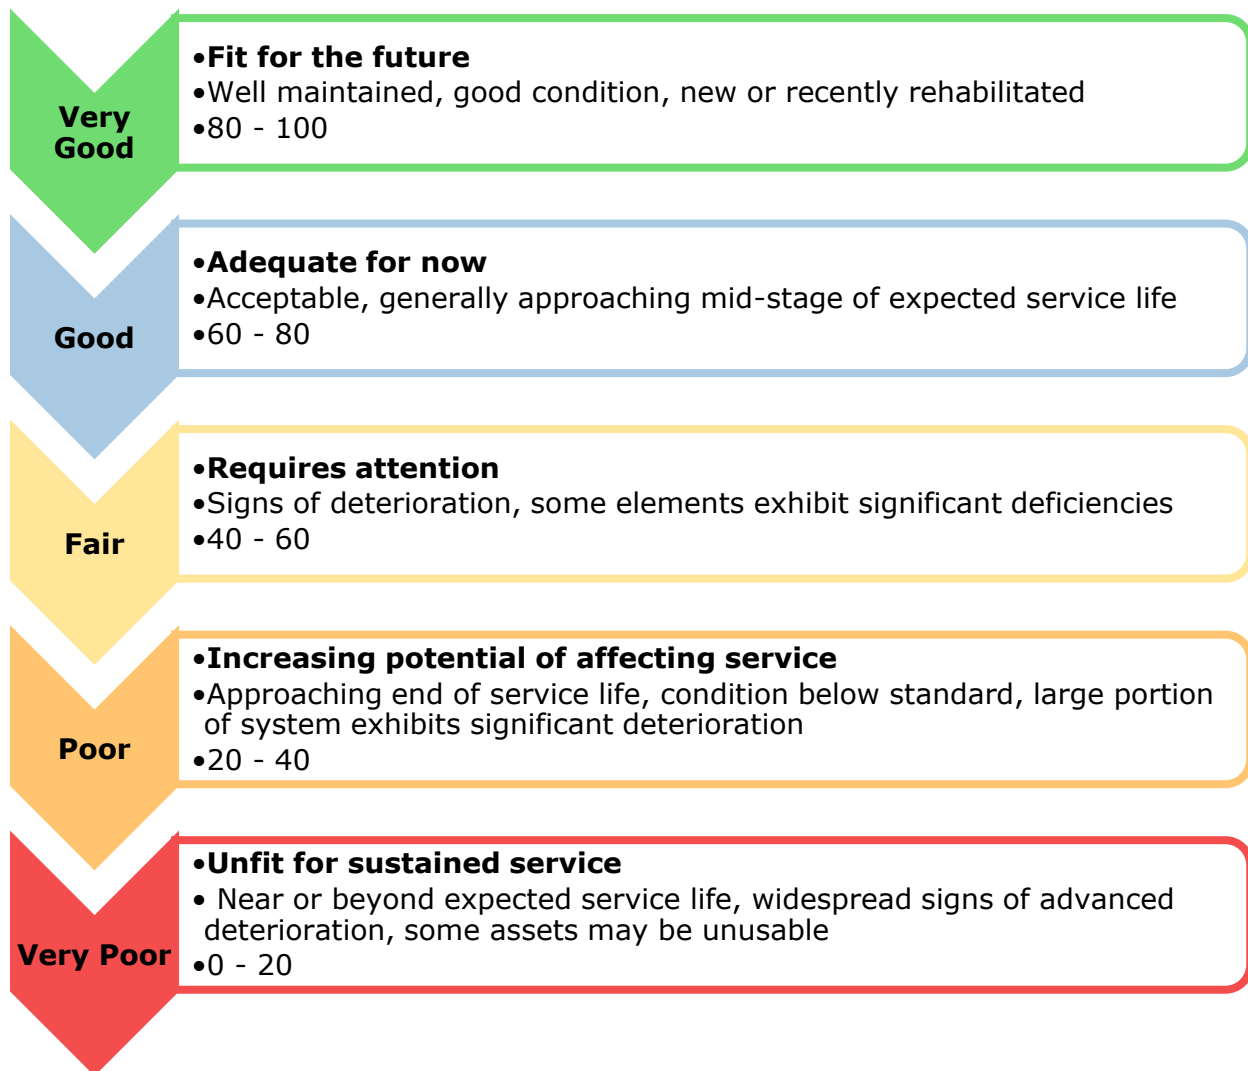 Very
Good
•Fit for the future
•Well maintained, good condition, new or recently rehabilitated
•80 - 100
Good
•Adequate for now
•Acceptable, generally approaching mid-stage of expected service life
•60 - 80
Fair
•Requires attention
•Signs of deterioration, some elements exhibit significant deficiencies
•40 - 60
Poor
•Increasing potential of affecting service
•Approaching end of service life, condition below standard, large portion
of system exhibits significant deterioration
•20 - 40
Very Poor
•Unfit for sustained service
• Near or beyond expected service life, widespread signs of advanced
deterioration, some assets may be unusable
•0 - 20